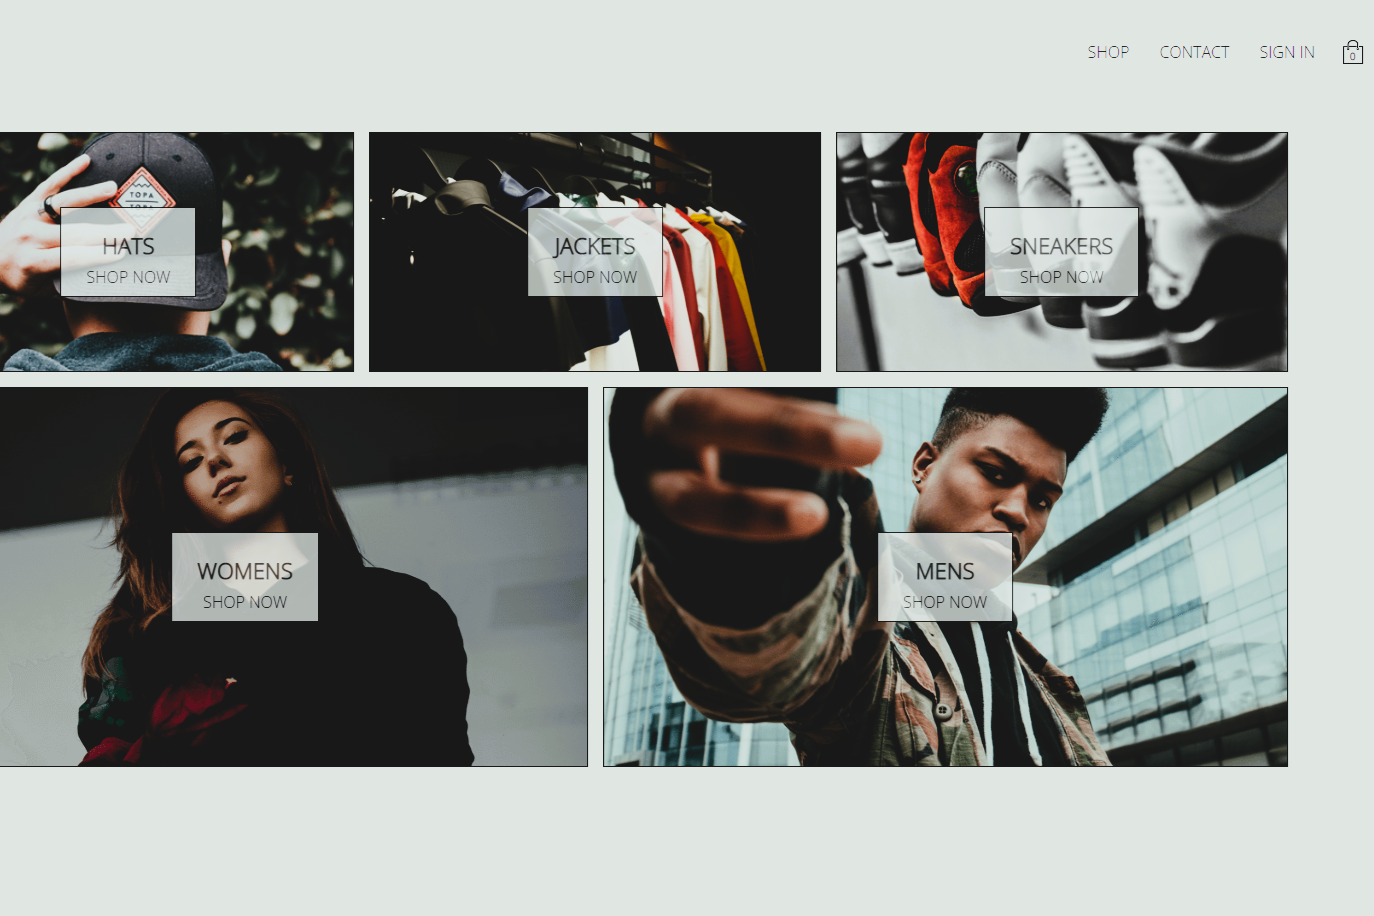 SHOP CONTACT SIGN IN 0
TOPA
TOPA
HATS
SHOP NOW
JACKETS
SHOP NOW
SNEAKERS
SHOP NOW
WOMENS
SHOP NOW
MENS
SHOP NOW